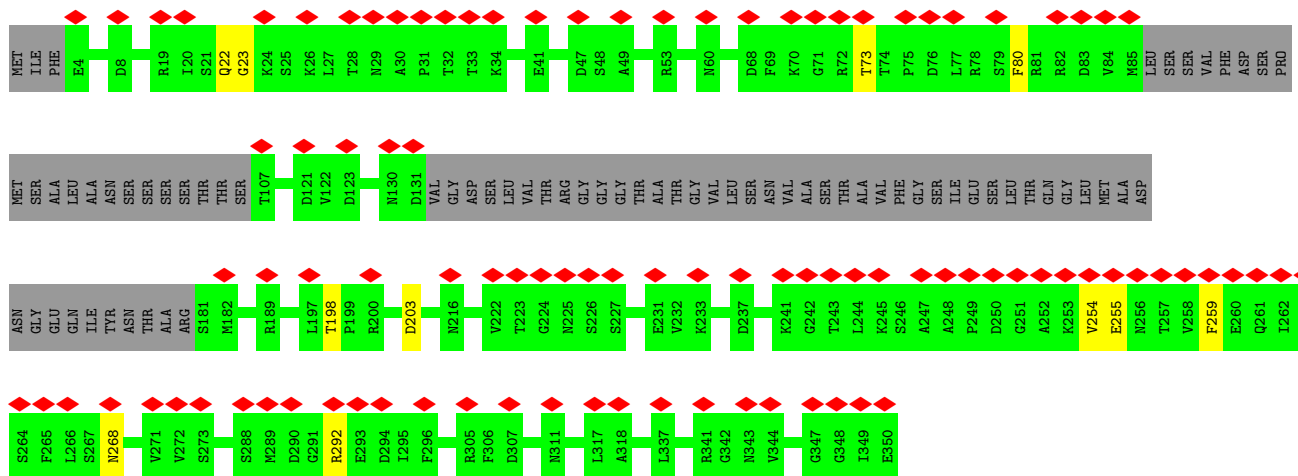 MET ILE PHE E4 D8 R19 I20 S21 Q22 G23 K24 S25 K26 L27 T28 N29 A30 P31 T32 T33 K34 E41 D47 S48 A49 R53 N60 D68 F69 K70 G71 R72 T73 T74 P75 D76 L77 R78 S79 F80 R81 R82 D83 V84 M85 LEU SER SER VAL PHE ASP SER PRO
MET SER ALA LEU ALA ASN SER SER SER SER THR THR SER T107 D121 V122 D123 N130 D131 VAL GLY ASP SER LEU VAL THR ARG GLY GLY GLY THR ALA THR GLY VAL LEU SER ASN VAL ALA SER THR ALA VAL PHE GLY SER ILE GLU SER LEU THR GLN GLY LEU MET ALA ASP
ASN GLY GLU GLN ILE TYR ASN THR ALA ARG S181 M182 R189 L197 T198 P199 R200 D203 N216 V222 T223 G224 N225 S226 S227 E231 V232 K233 D237 K241 G242 T243 L244 K245 S246 A247 A248 P249 D250 G251 A252 K253 V254 E255 N256 T257 V258 F259 E260 Q261 I262
S264 F265 L266 S267 N268 V271 V272 S273 S288 M289 D290 G291 R292 E293 D294 I295 F296 R305 F306 D307 N311 L317 A318 L337 R341 G342 N343 V344 G347 G348 I349 E350